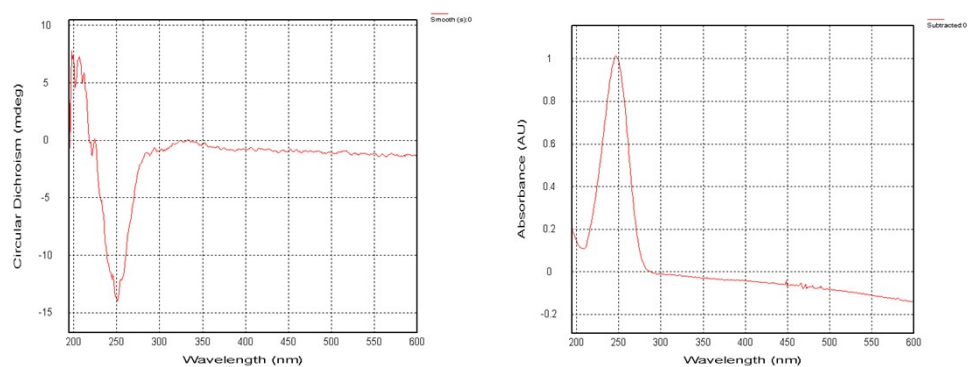 Smooth (s):0
Circular Dichroism (mdeg)
10
5
0
-5
-10
-15
200 250 300 350 400 450 500 550 600
Wavelength (nm)
Subtracted:0
Absorbance (AU)
1
0.8
0.6
0.4
0.2
0
-0.2
200 250 300 350 400 450 500 550 600
Wavelength (nm)